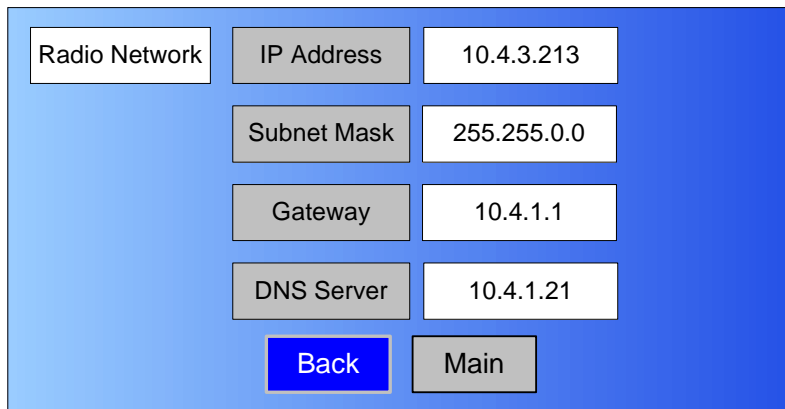 Radio Network IP Address 10.4.3.213
Subnet Mask 255.255.0.0
Gateway 10.4.1.1
DNS Server 10.4.1.21
Back Main